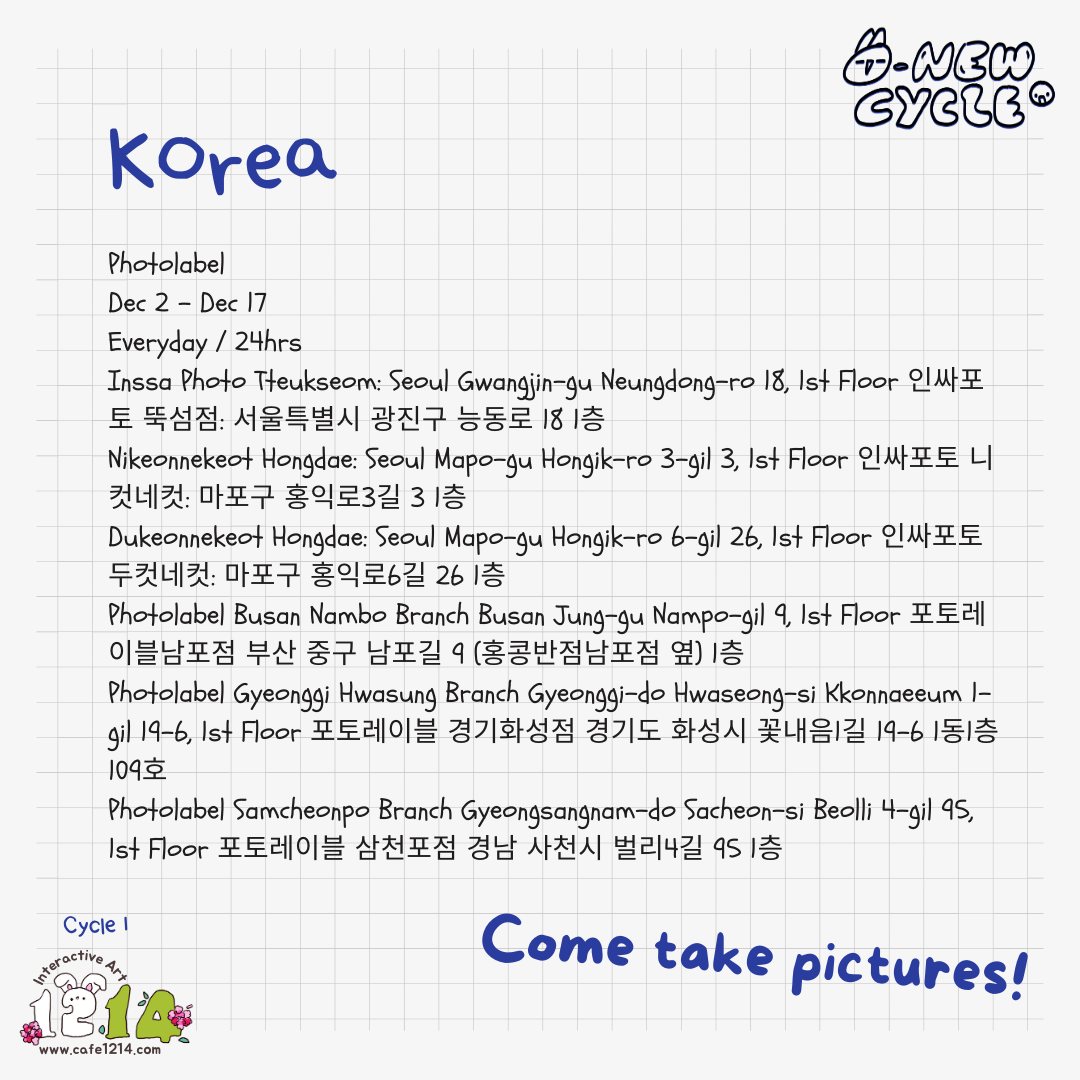 A-NEW
CYCLE
Korea
Photolabel
Dec 2 - Dec 17
Everyday / 24hrs
Inssa Photo Tteukseom: Seoul Gwangjin-gu Neungdong-ro 18, 1st Floor 인싸포
토 뚝섬점: 서울특별시 광진구 능동로 18 1층
Nikeonnekeot Hongdae: Seoul Mapo-gu Hongik-ro 3-gil 3, 1st Floor 인싸포토 니
컷네컷: 마포구 홍익로3길 3 1층
Dukeonnekeot Hongdae: Seoul Mapo-gu Hongik-ro 6-gil 26, 1st Floor 인싸포토
두컷네컷: 마포구 홍익로6길 26 1층
Photolabel Busan Nambo Branch Busan Jung-gu Nampo-gil 9, 1st Floor 포토레
이블남포점 부산 중구 남포길 9 (홍콩반점남포점 옆) 1층
Photolabel Gyeonggi Hwasung Branch Gyeonggi-do Hwaseong-si Kkonnaeeum 1-
gil 19-6, 1st Floor 포토레이블 경기화성점 경기도 화성시 꽃내음1길 19-6 1동1층
109호
Photolabel Samcheonpo Branch Gyeongsangnam-do Sacheon-si Beolli 4-gil 95,
1st Floor 포토레이블 삼천포점 경남 사천시 벌리4길 95 1층
Cycle 1
Come take pictures!
Interactive Art
1214
www.cafe1214.com